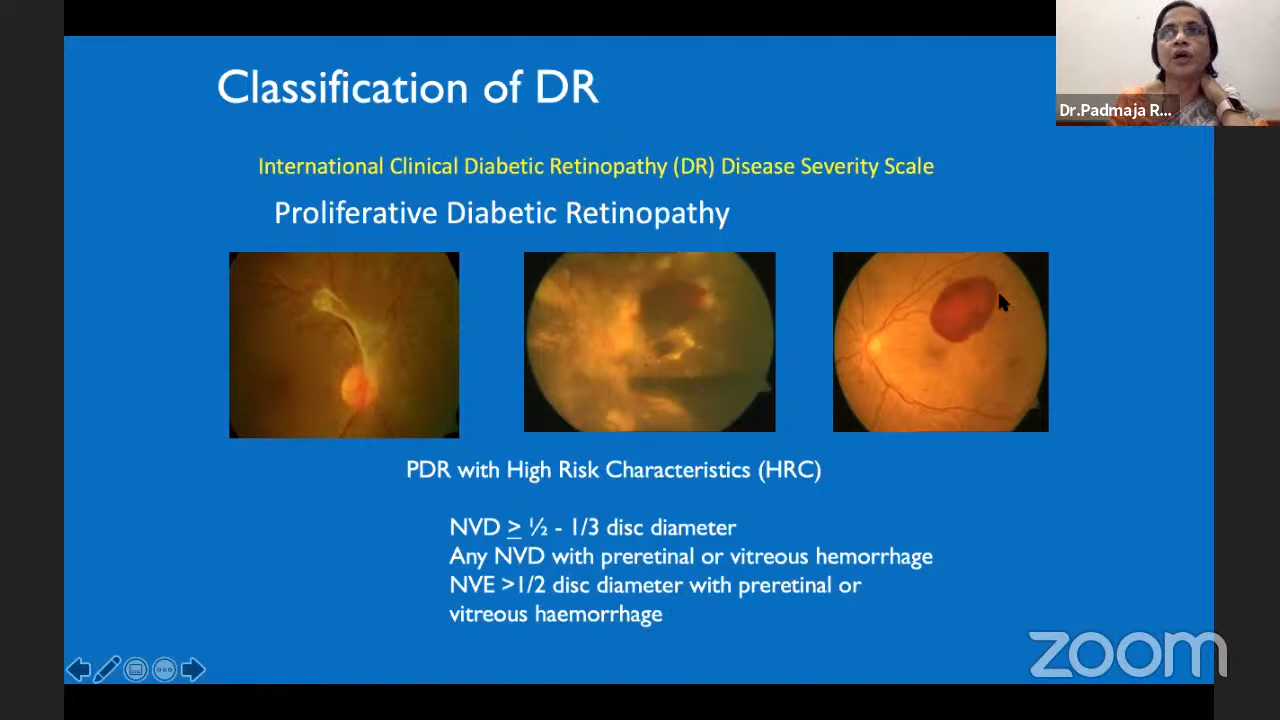 Classification of DR
Dr.Padmaja R...
International Clinical Diabetic Retinopathy (DR) Disease Severity Scale
Proliferative Diabetic Retinopathy
PDR with High Risk Characteristics (HRC)
NVD ≥ ½ - 1/3 disc diameter
Any NVD with preretinal or vitreous hemorrhage
NVE >1/2 disc diameter with preretinal or
vitreous haemorrhage
zoom